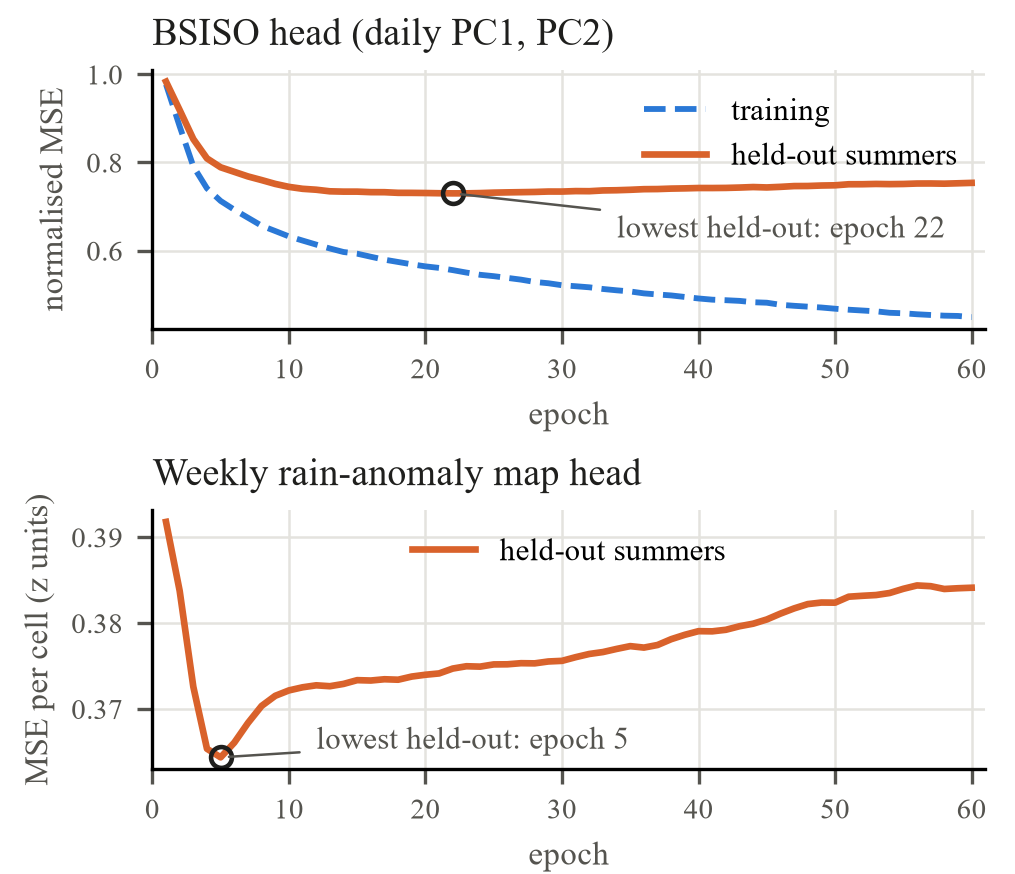 BSISO head (daily PC1, PC2)
normalised MSE
1.0
0.8
0.6
training
held-out summers
lowest held-out: epoch 22
0 10 20 30 40 50 60
epoch
Weekly rain-anomaly map head
MSE per cell (z units)
0.39
0.38
0.37
held-out summers
lowest held-out: epoch 5
0 10 20 30 40 50 60
epoch